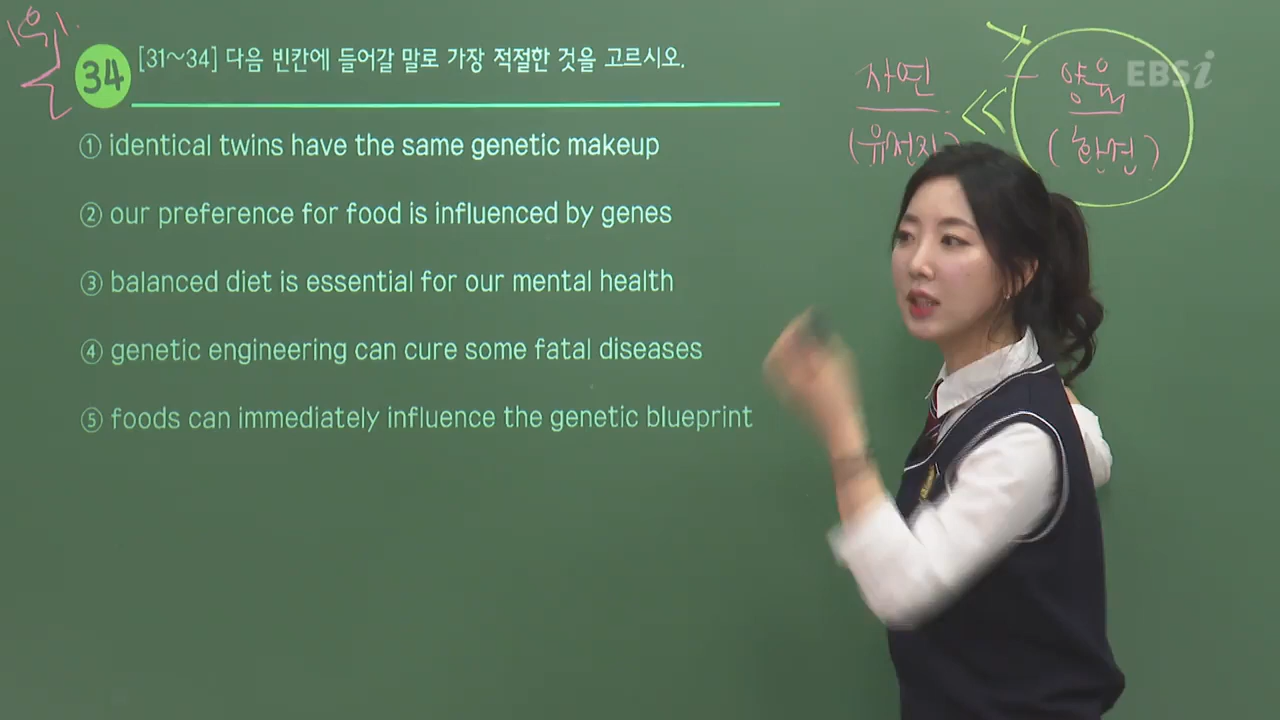 34
[31~34] 다음 빈칸에 들어갈 말로 가장 적절한 것을 고르시오.
① identical twins have the same genetic makeup
② our preference for food is influenced by genes
③ balanced diet is essential for our mental health
④ genetic engineering can cure some fatal diseases
⑤ foods can immediately influence the genetic blueprint
자연 — 양육
(유전자) << (환경)
EBSi